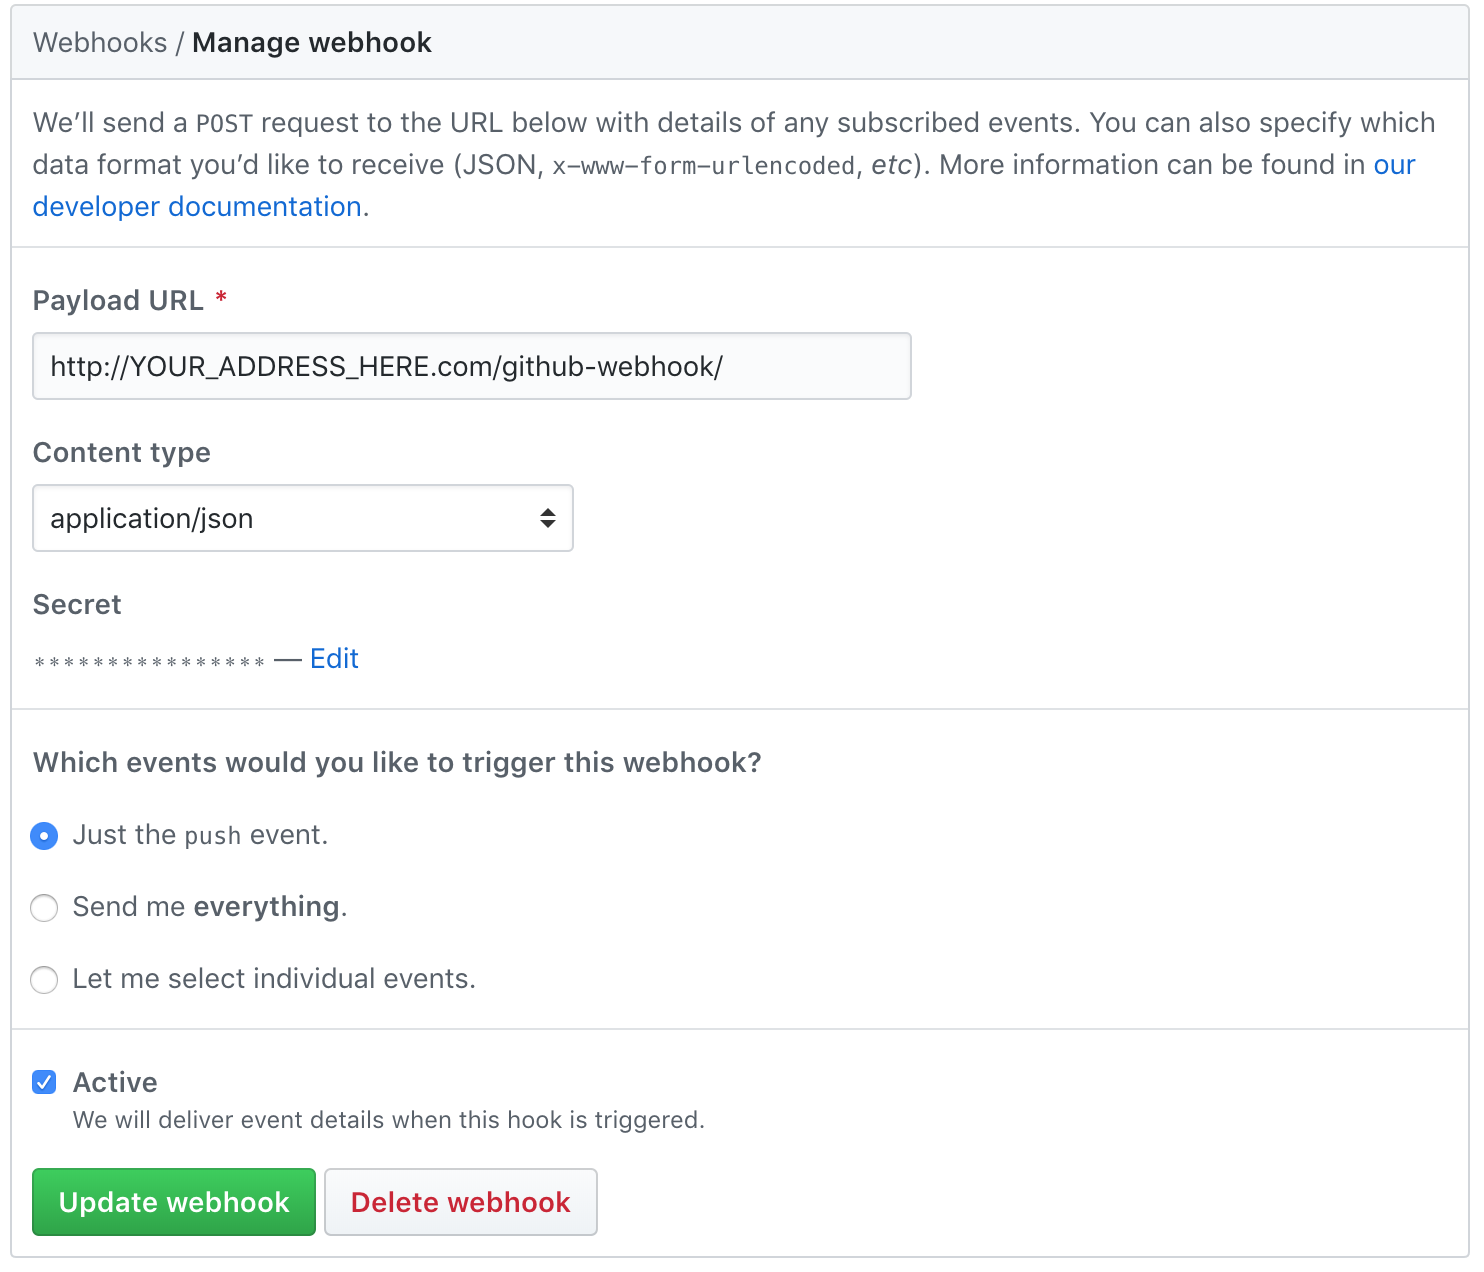 Webhooks / Manage webhook
We’ll send a POST request to the URL below with details of any subscribed events. You can also specify which
data format you’d like to receive (JSON, x-www-form-urlencoded, etc). More information can be found in our
developer documentation.
Payload URL *
http://YOUR_ADDRESS_HERE.com/github-webhook/
Content type
application/json
Secret
**************** — Edit
Which events would you like to trigger this webhook?
Just the push event.
Send me everything.
Let me select individual events.
Active
We will deliver event details when this hook is triggered.
Update webhook Delete webhook